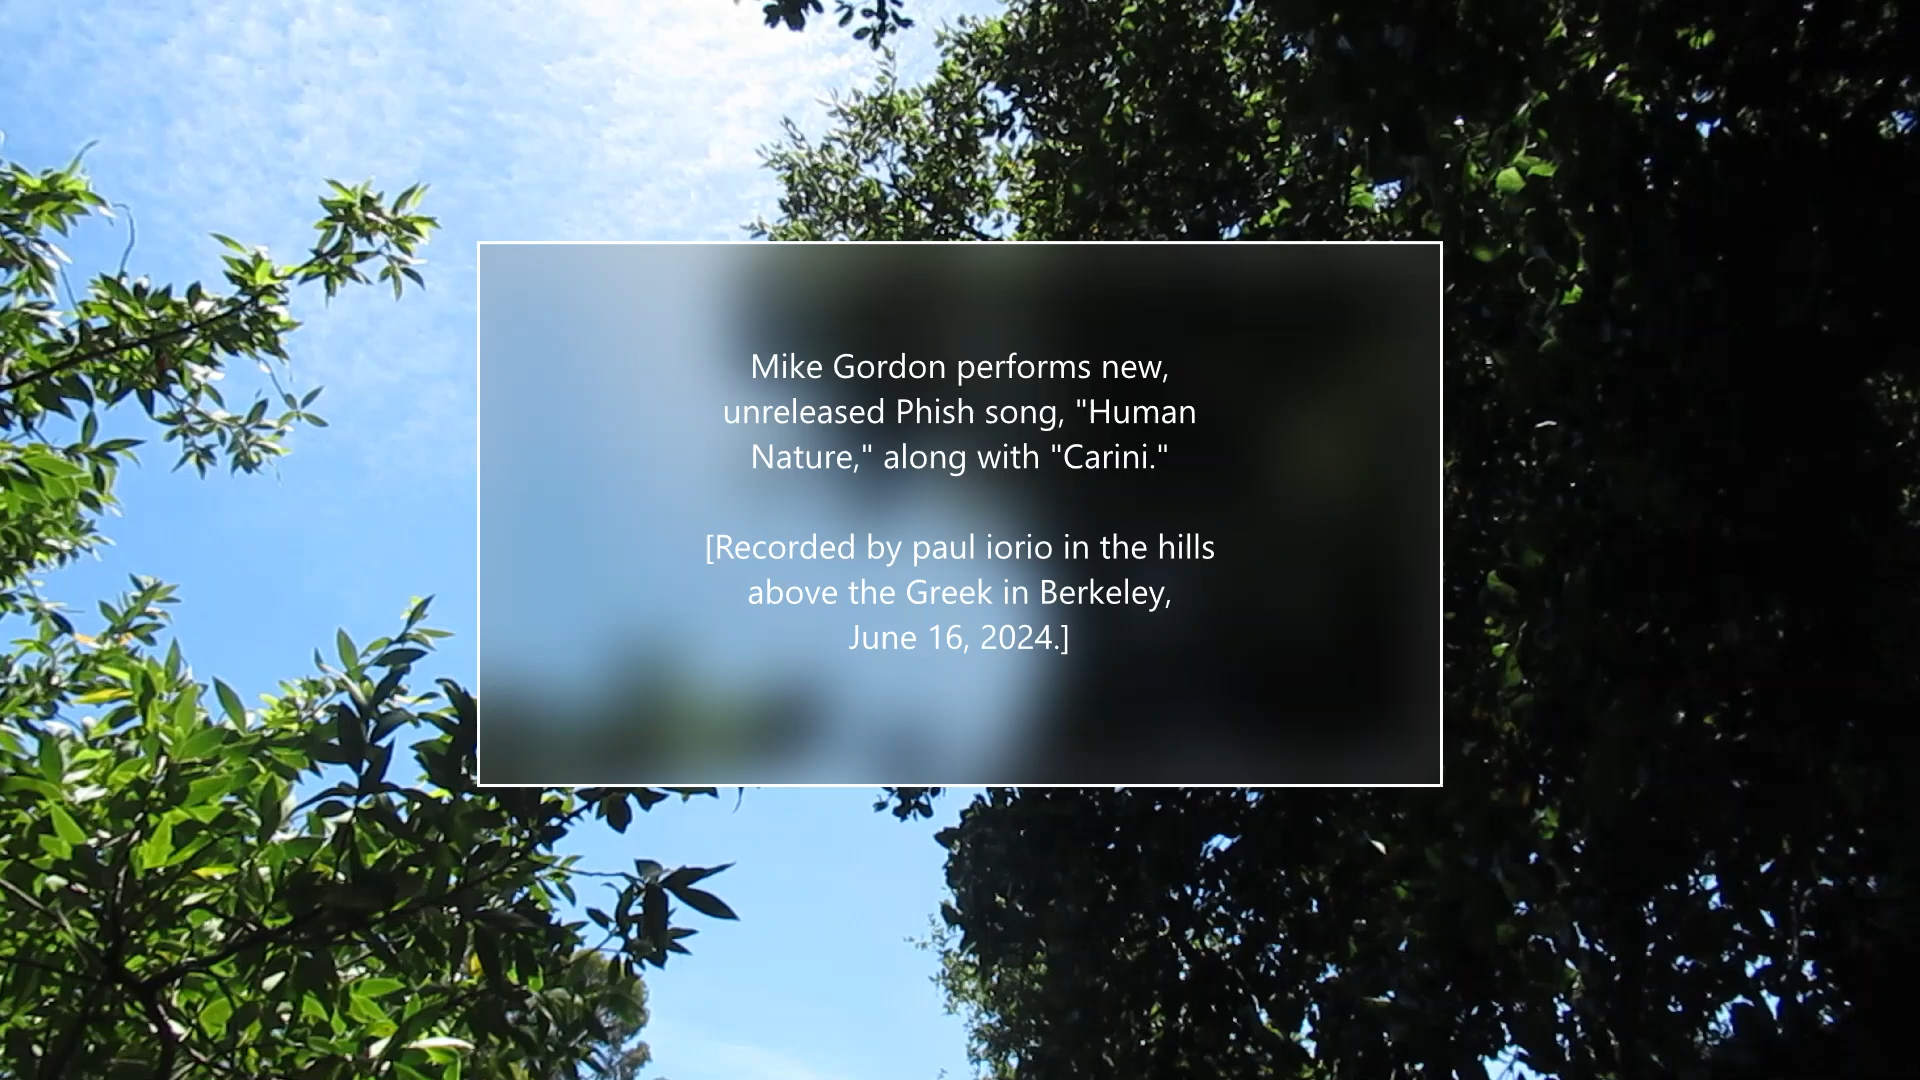 Mike Gordon performs new,
unreleased Phish song, "Human
Nature," along with "Carini."
[Recorded by paul iorio in the hills
above the Greek in Berkeley,
June 16, 2024.]